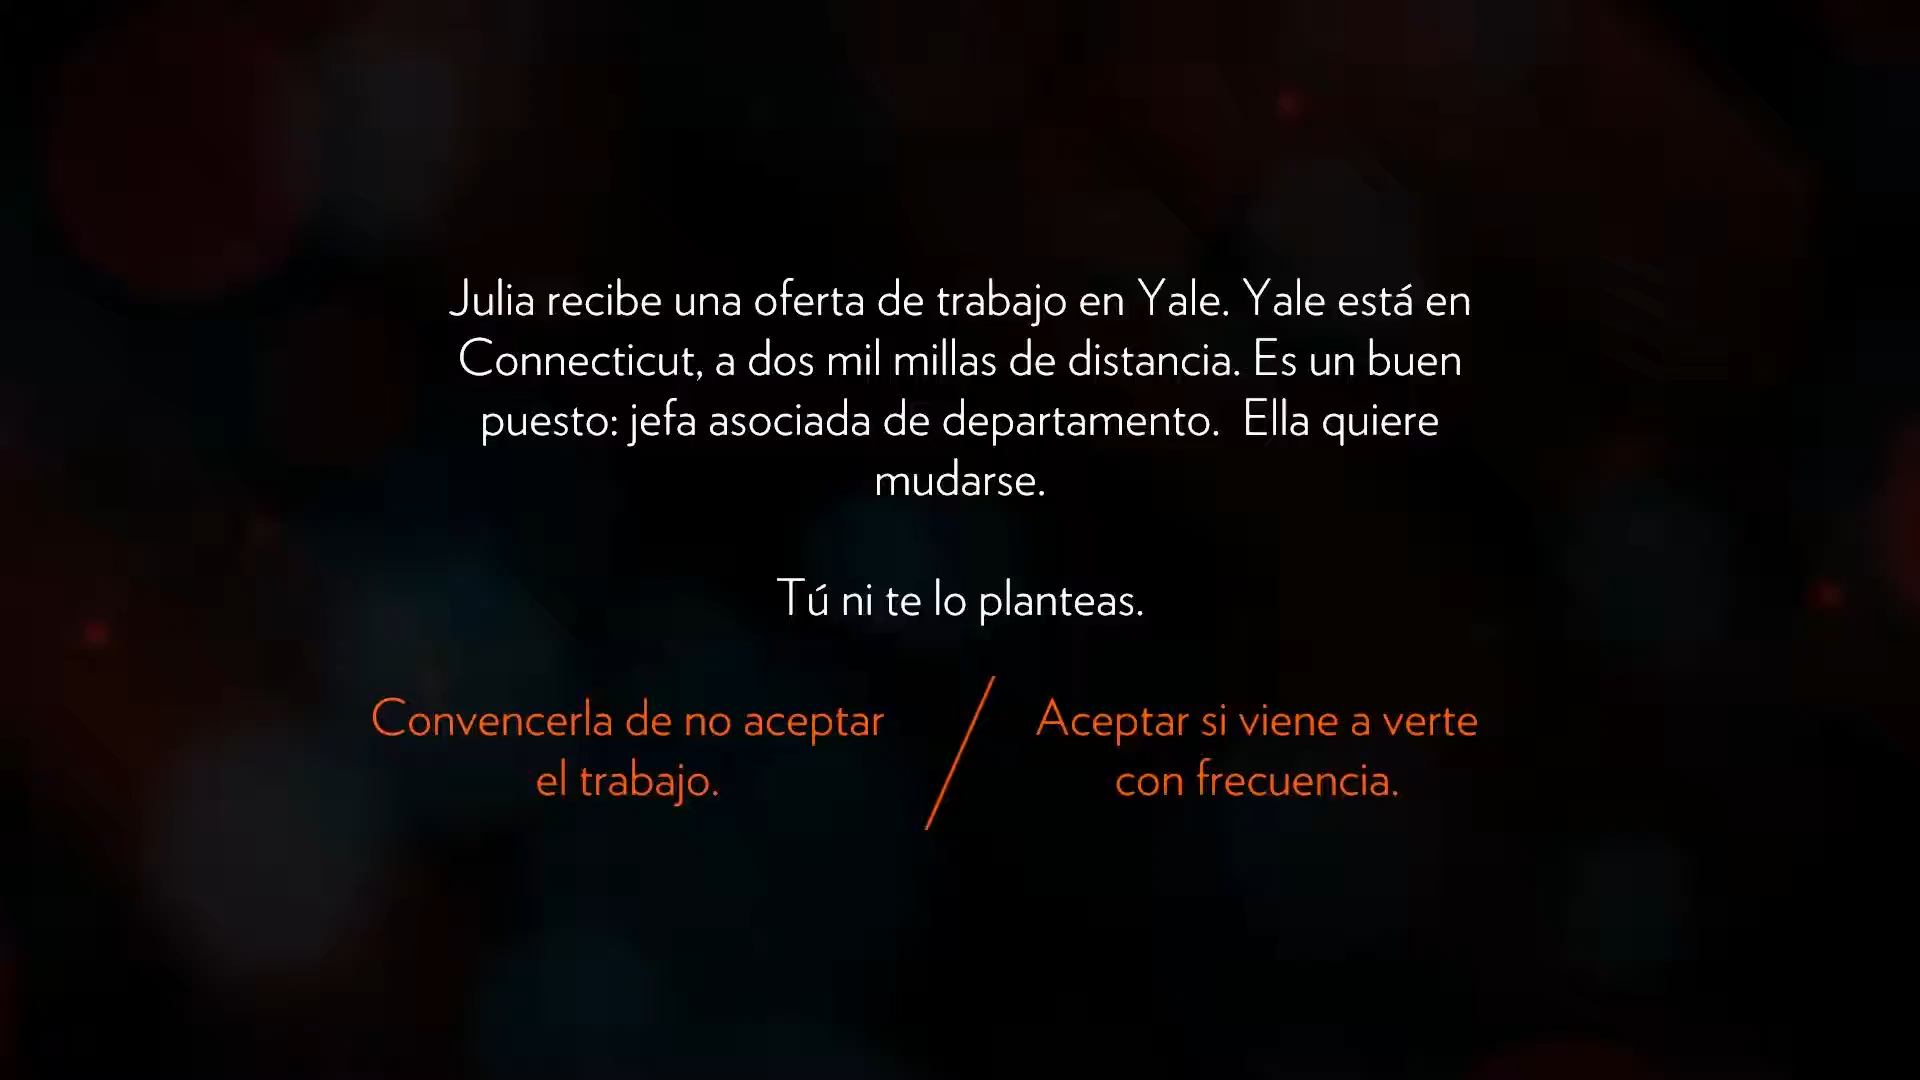 Julia recibe una oferta de trabajo en Yale. Yale está en
Connecticut, a dos mil millas de distancia. Es un buen
puesto: jefa asociada de departamento.  Ella quiere
mudarse.
Tú ni te lo planteas.
Convencerla de no aceptar
el trabajo.
Aceptar si viene a verte
con frecuencia.